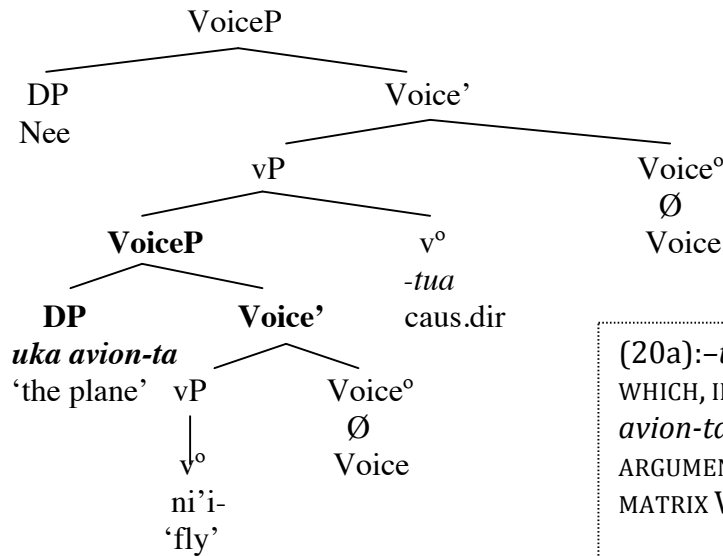 VoiceP
DP Voice’
Nee
vP Voiceº
Ø
VoiceP vº Voice
-tua
DP Voice’ caus.dir
uka avion-ta
‘the plane’ vP Voiceº
Ø
vº Voice
ni’i-
‘fly’
(20a):–
WHICH,
avion-ta
MATRIX